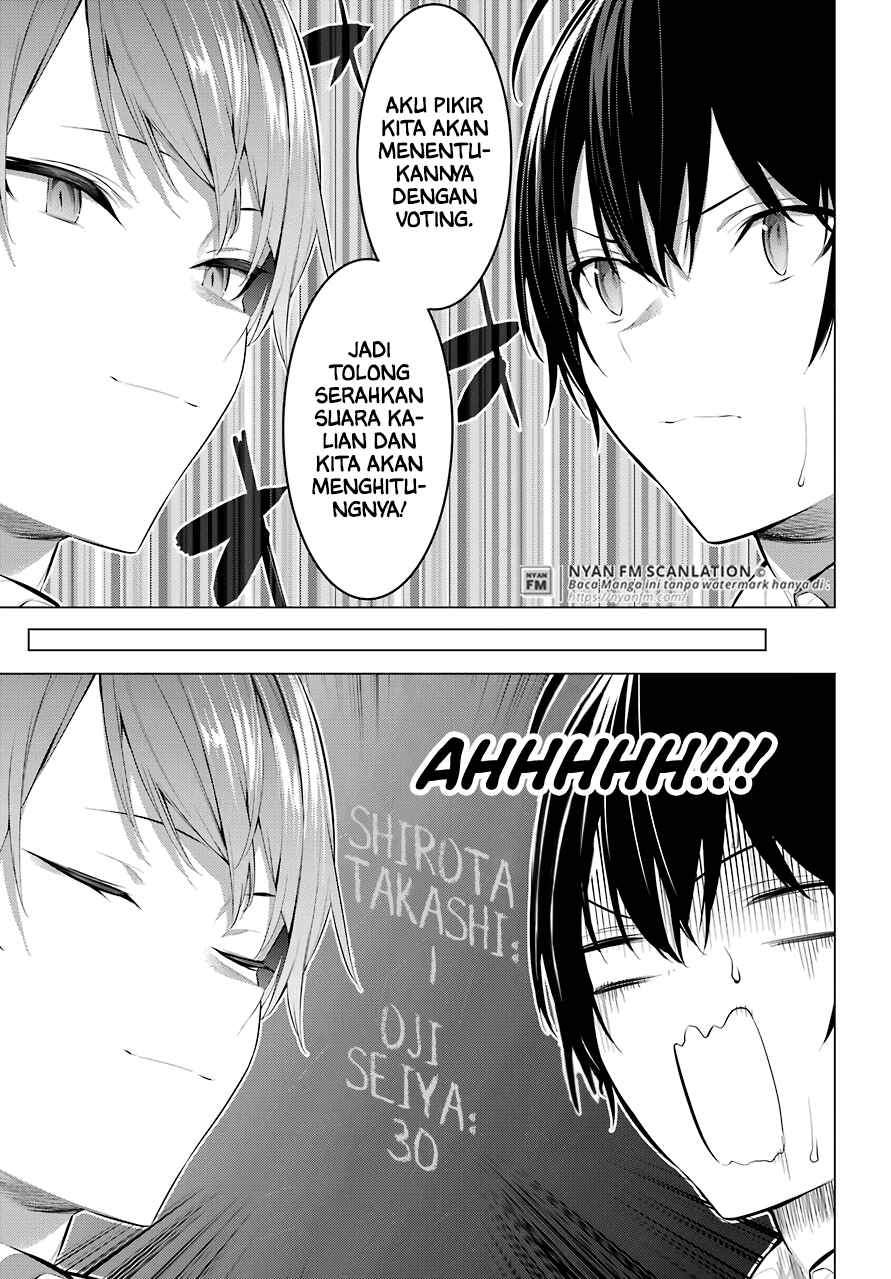 AKU PIKIR
KITA AKAN
MENENTU-
KANNYA
DENGAN
VOTING.
JADI
TOLONG
SERAHKAN
SUARA KA-
LIAN DAN
KITA AKAN
MENGHITU-
NGNYA!
NYAN FM
NYAN FM SCANLATION.©
Baca Manga ini tanpa watermark hanya di :
https://nyanfm.com/
AHHHHH!!!
SHIROTA
TAKASHI:
1
OJI
SEIYA:
30